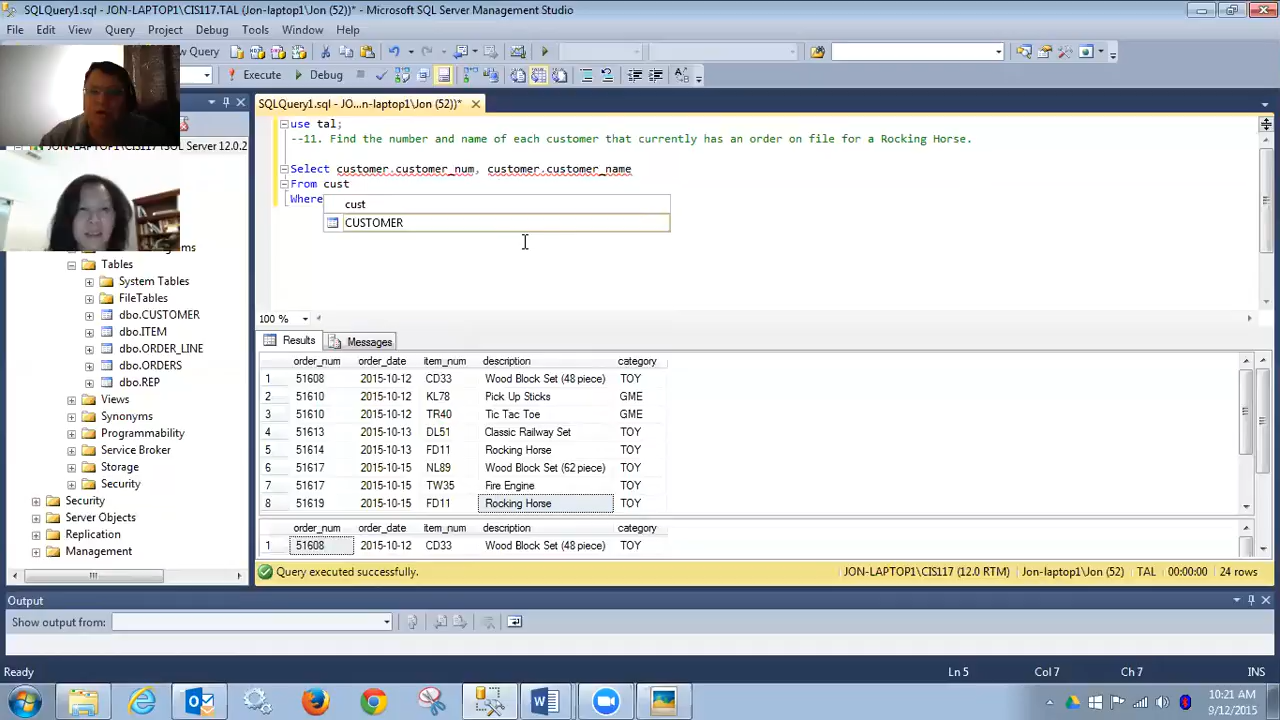 SQLQuery1.sql - JON-LAPTOP1\CIS117.TAL (Jon-laptop1\Jon (52))* - Microsoft SQL Server Management Studio
File Edit View Query Project Debug Tools Window Help
Query
Execute Debug
SQLQuery1.sql - JO...n-laptop1\Jon (52))*
JON-LAPTOP1\CIS117 (SQL Server 12.0.2
Tables
System Tables
FileTables
dbo.CUSTOMER
dbo.ITEM
dbo.ORDER_LINE
dbo.ORDERS
dbo.REP
Views
Synonyms
Programmability
Service Broker
Storage
Security
Security
Server Objects
Replication
Management
use tal;
--11. Find the number and name of each customer that currently has an order on file for a Rocking Horse.
Select customer.customer_num, customer.customer_name
From cust
Where
cust
CUSTOMER
100 %
Results Messages
order_num order_date item_num description category
1 51608 2015-10-12 CD33 Wood Block Set (48 piece) TOY
2 51610 2015-10-12 KL78 Pick Up Sticks GME
3 51610 2015-10-12 TR40 Tic Tac Toe GME
4 51613 2015-10-13 DL51 Classic Railway Set TOY
5 51614 2015-10-13 FD11 Rocking Horse TOY
6 51617 2015-10-15 NL89 Wood Block Set (62 piece) TOY
7 51617 2015-10-15 TW35 Fire Engine TOY
8 51619 2015-10-15 FD11 Rocking Horse TOY
order_num order_date item_num description category
1 51608 2015-10-12 CD33 Wood Block Set (48 piece) TOY
Query executed successfully. JON-LAPTOP1\CIS117 (12.0 RTM) Jon-laptop1\Jon (52) TAL 00:00:00 24 rows
Output
Show output from:
Ready Ln 5 Col 7 Ch 7 INS
10:21 AM
9/12/2015